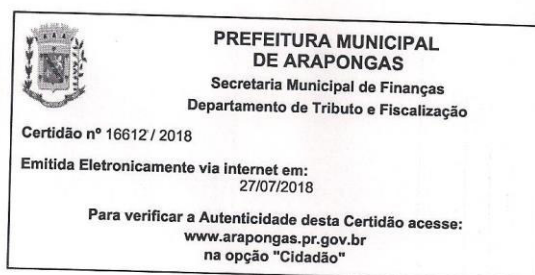 PREFEITURA MUNICIPAL
DE ARAPONGAS
Secretaria Municipal de Finanças
Departamento de Tributo e Fiscalização
Certidão nº 16612 / 2018
Emitida Eletronicamente via internet em:
27/07/2018
Para verificar a Autenticidade desta Certidão acesse:
www.arapongas.pr.gov.br
na opção "Cidadão"